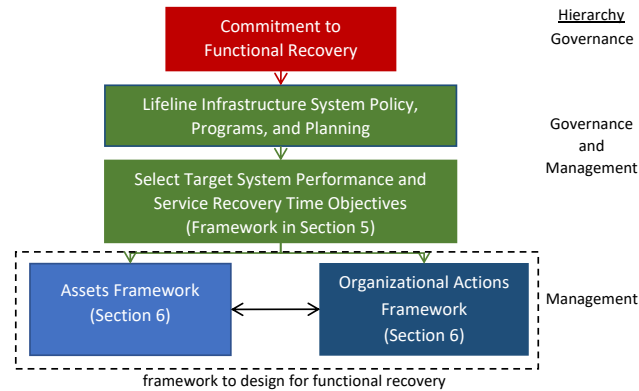 Commitment to
Functional Recovery
Hierarchy
Governance
Lifeline Infrastructure System Policy,
Programs, and Planning
Governance
and
Management
Select Target System Performance and
Service Recovery Time Objectives
(Framework in Section 5)
Assets Framework
(Section 6)
Organizational Actions
Framework
(Section 6)
Management
framework to design for functional recovery